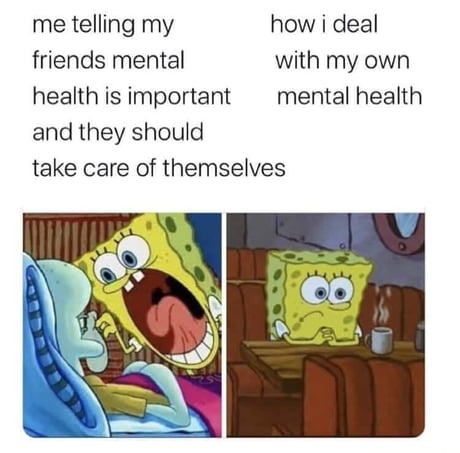 me telling my
friends mental
health is important
and they should
take care of themselves
how i deal
with my own
mental health